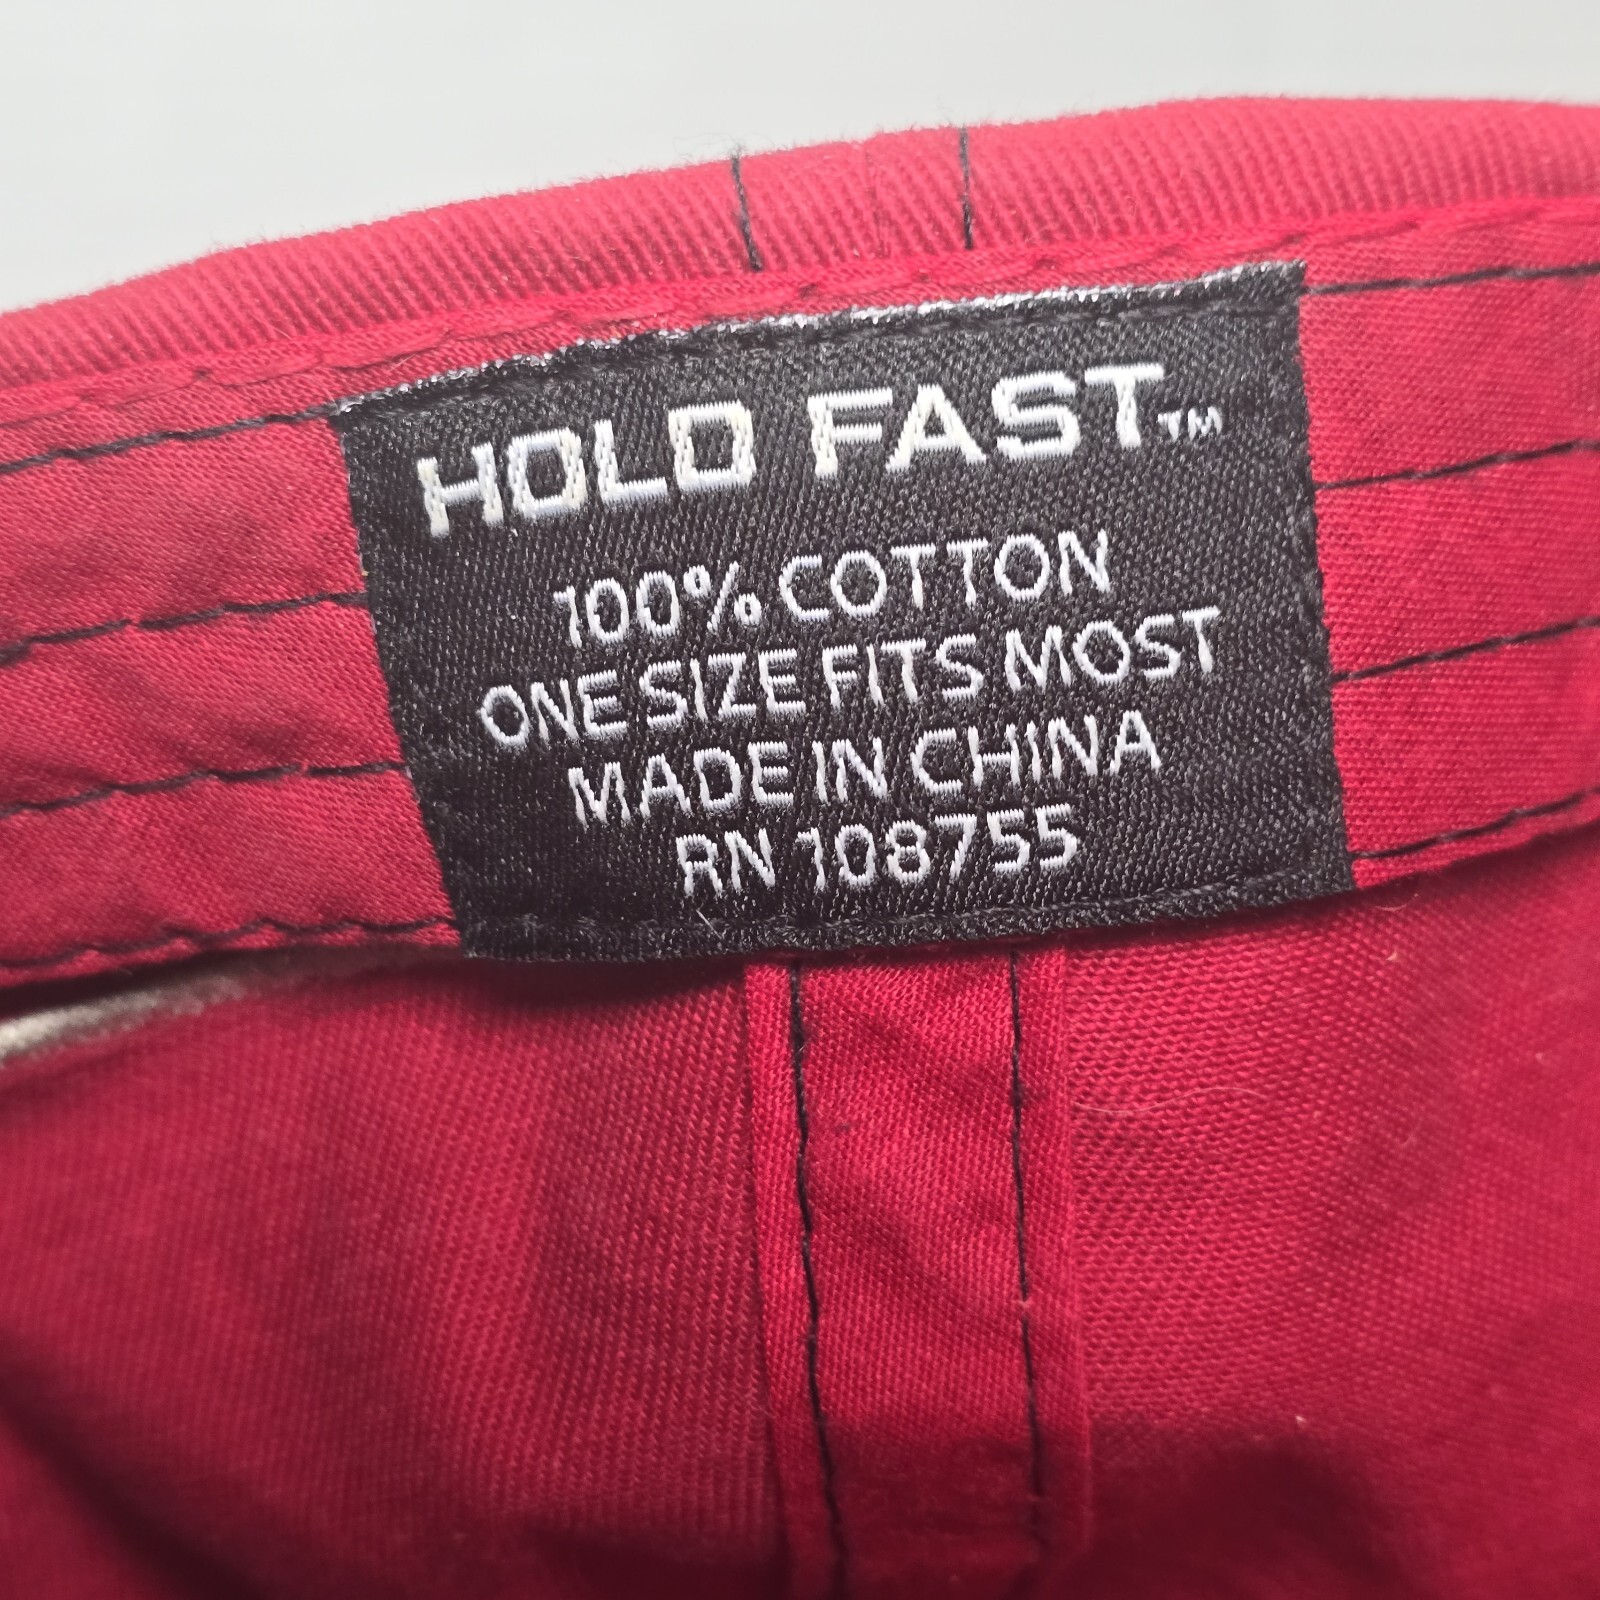 HOLD FAST™
100% COTTON
ONE SIZE FITS MOST
MADE IN CHINA
RN 108755